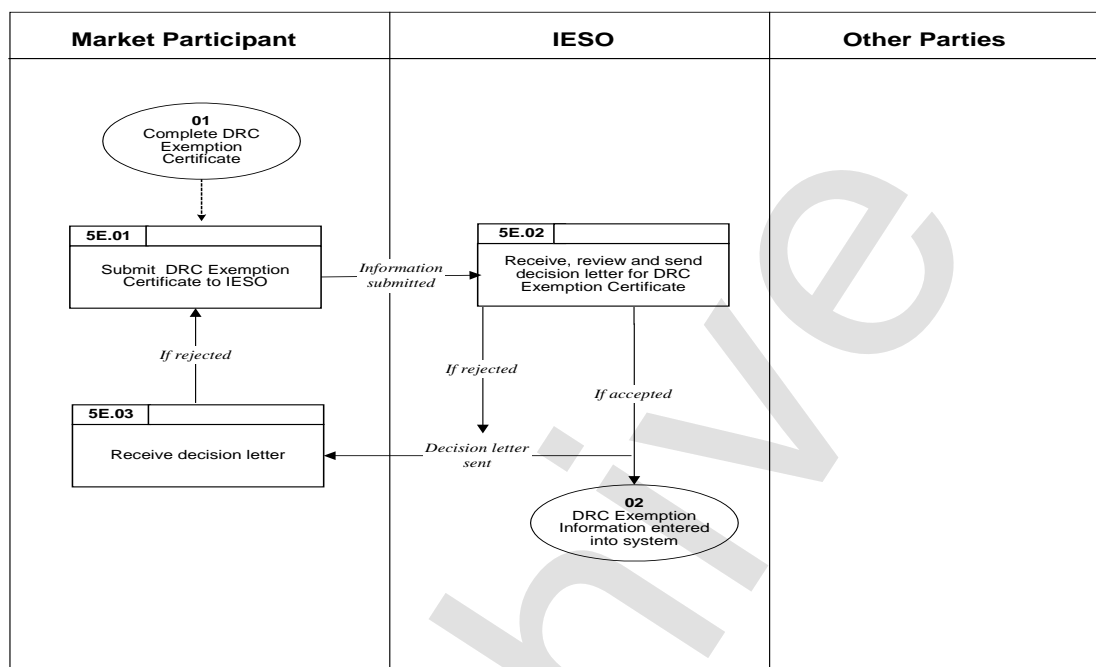 Market Participant
IESO
Other Parties
01
Complete DRC
Exemption
Certificate
5E.01
Submit DRC Exemption
Certificate to IESO
Information
submitted
5E.02
Receive, review and send
decision letter for DRC
Exemption Certificate
If rejected
If rejected
If accepted
5E.03
Receive decision letter
Decision letter
sent
02
DRC Exemption
Information entered
into system
hive